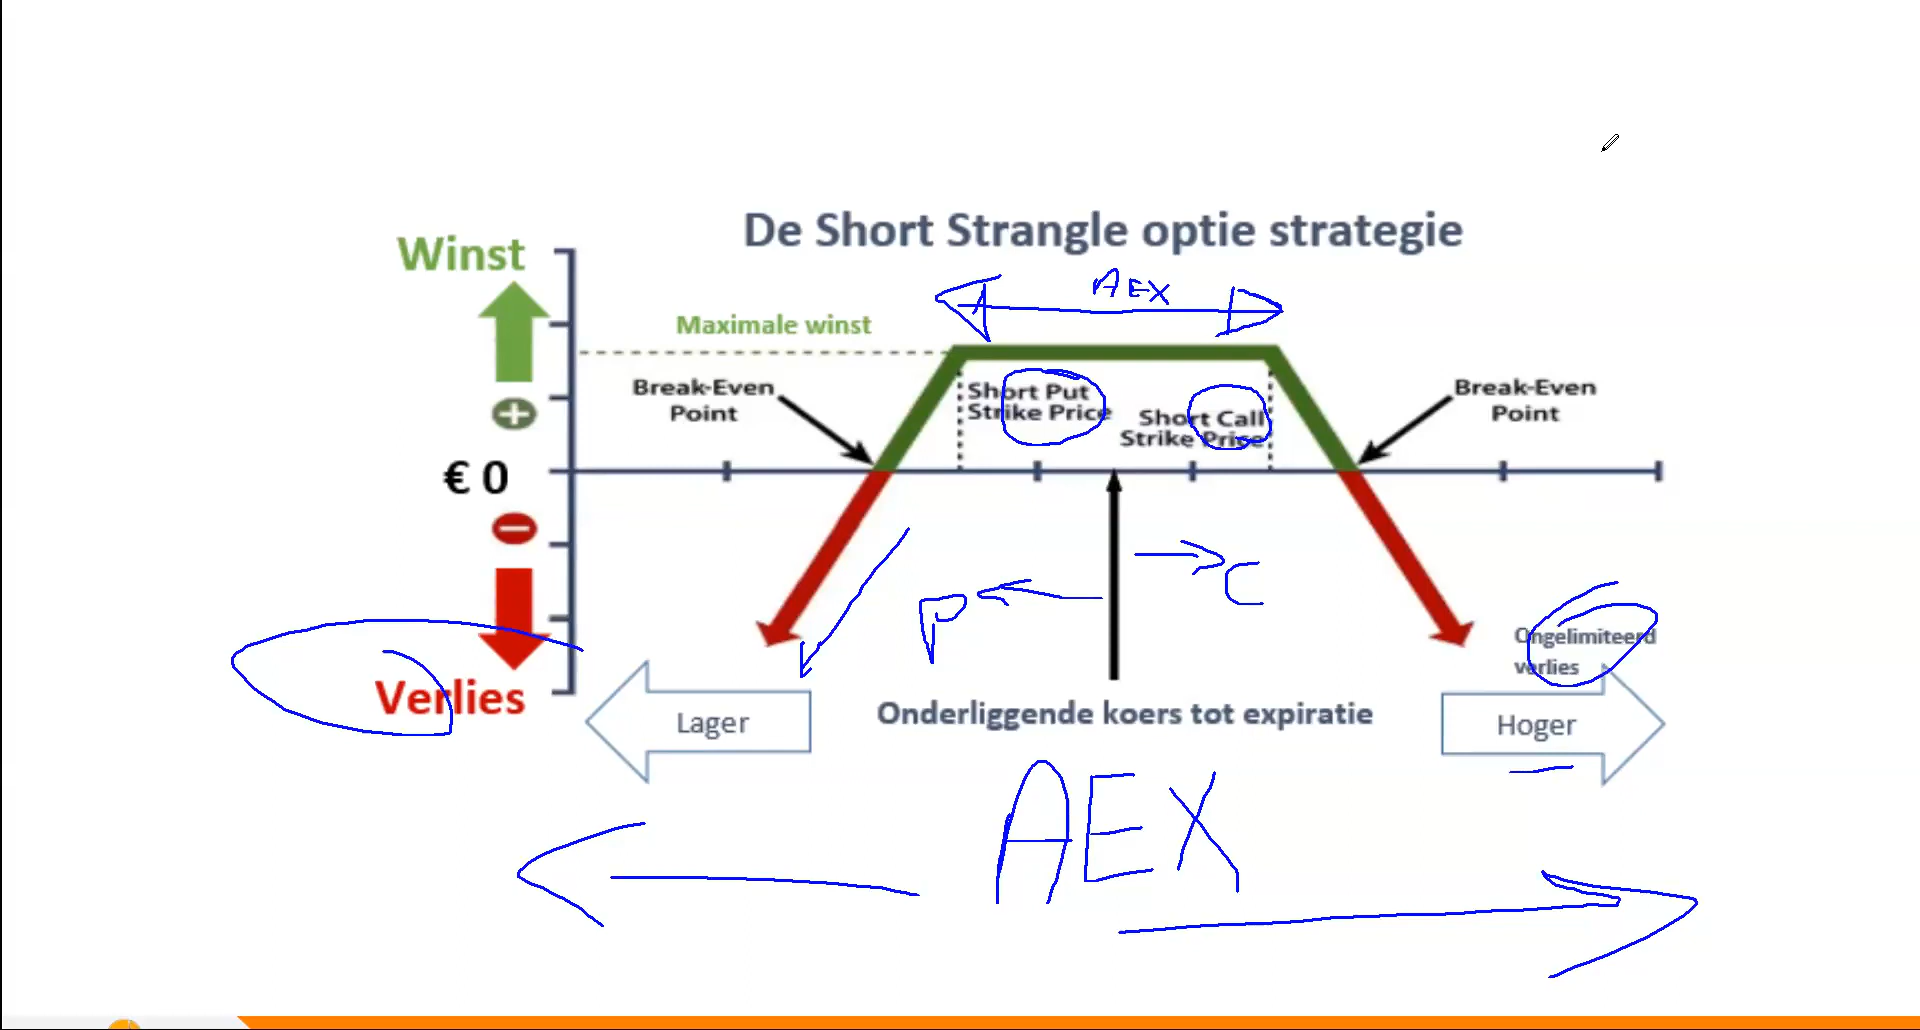 De Short Strangle optie strategie
Winst
AEX
Maximale winst
Break-Even
Point
Short Put
Strike Price
Short Call
Strike Price
Break-Even
Point
€ 0
P
C
Ongelimiteerd
verlies
Verlies
Lager
Onderliggende koers tot expiratie
Hoger
AEX